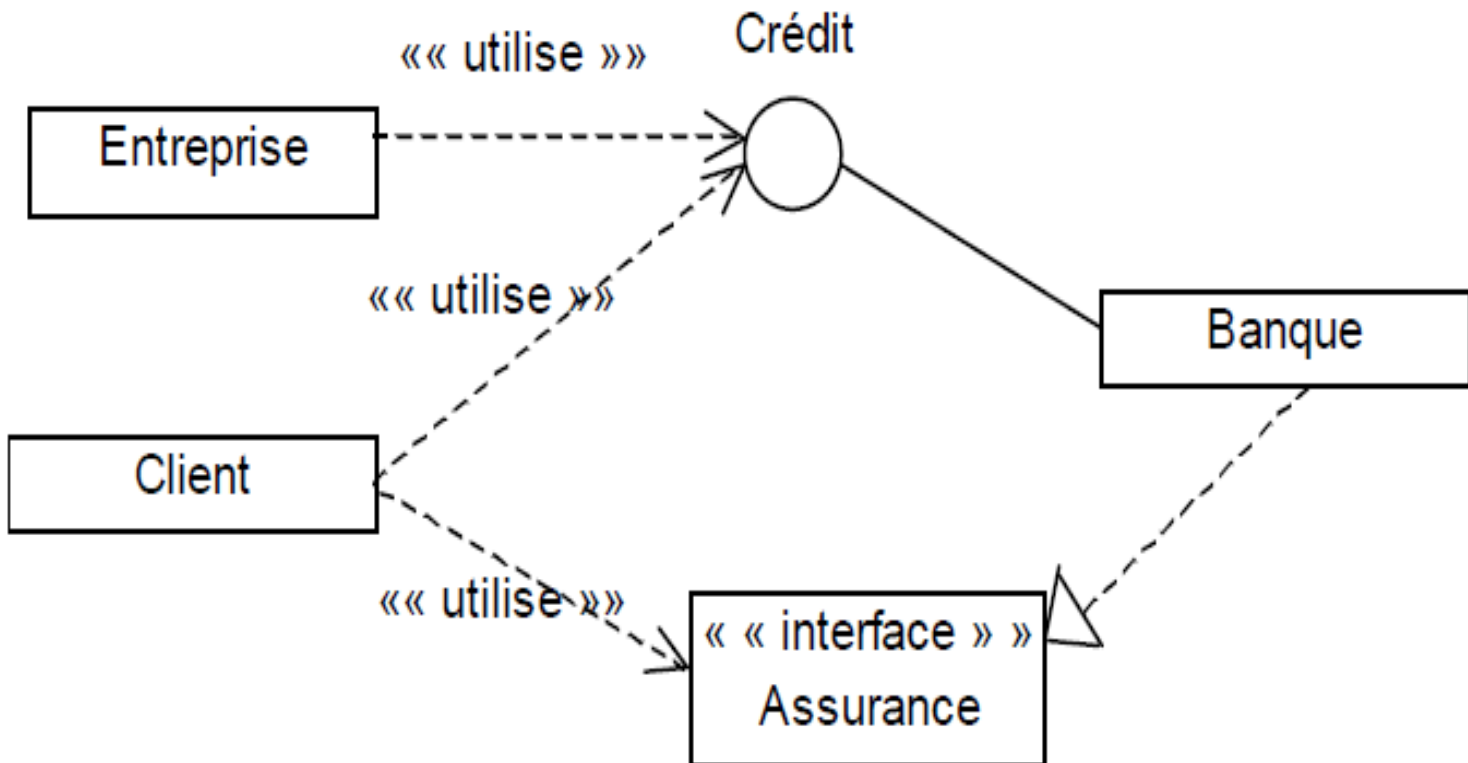 Crédit
«« utilise »»
Entreprise
«« utilise »»
Banque
Client
«« utilise »»
« « interface » »
Assurance